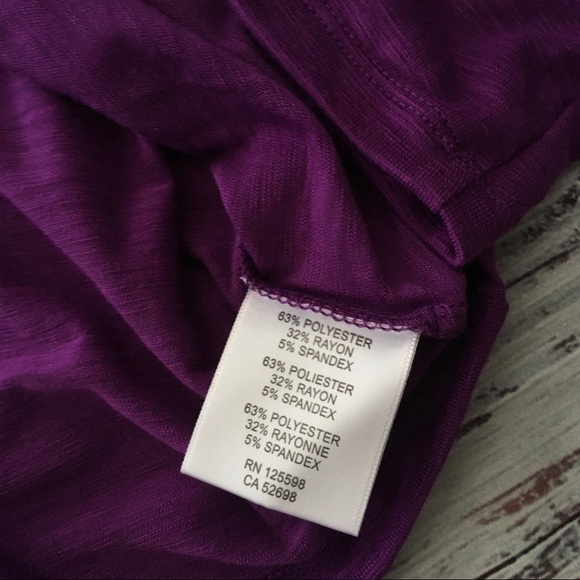 63% POLYESTER
32% RAYON
5% SPANDEX
63% POLIESTER
32% RAYON
5% SPANDEX
63% POLYESTER
32% RAYONNE
5% SPANDEX
RN 125598
CA 52698